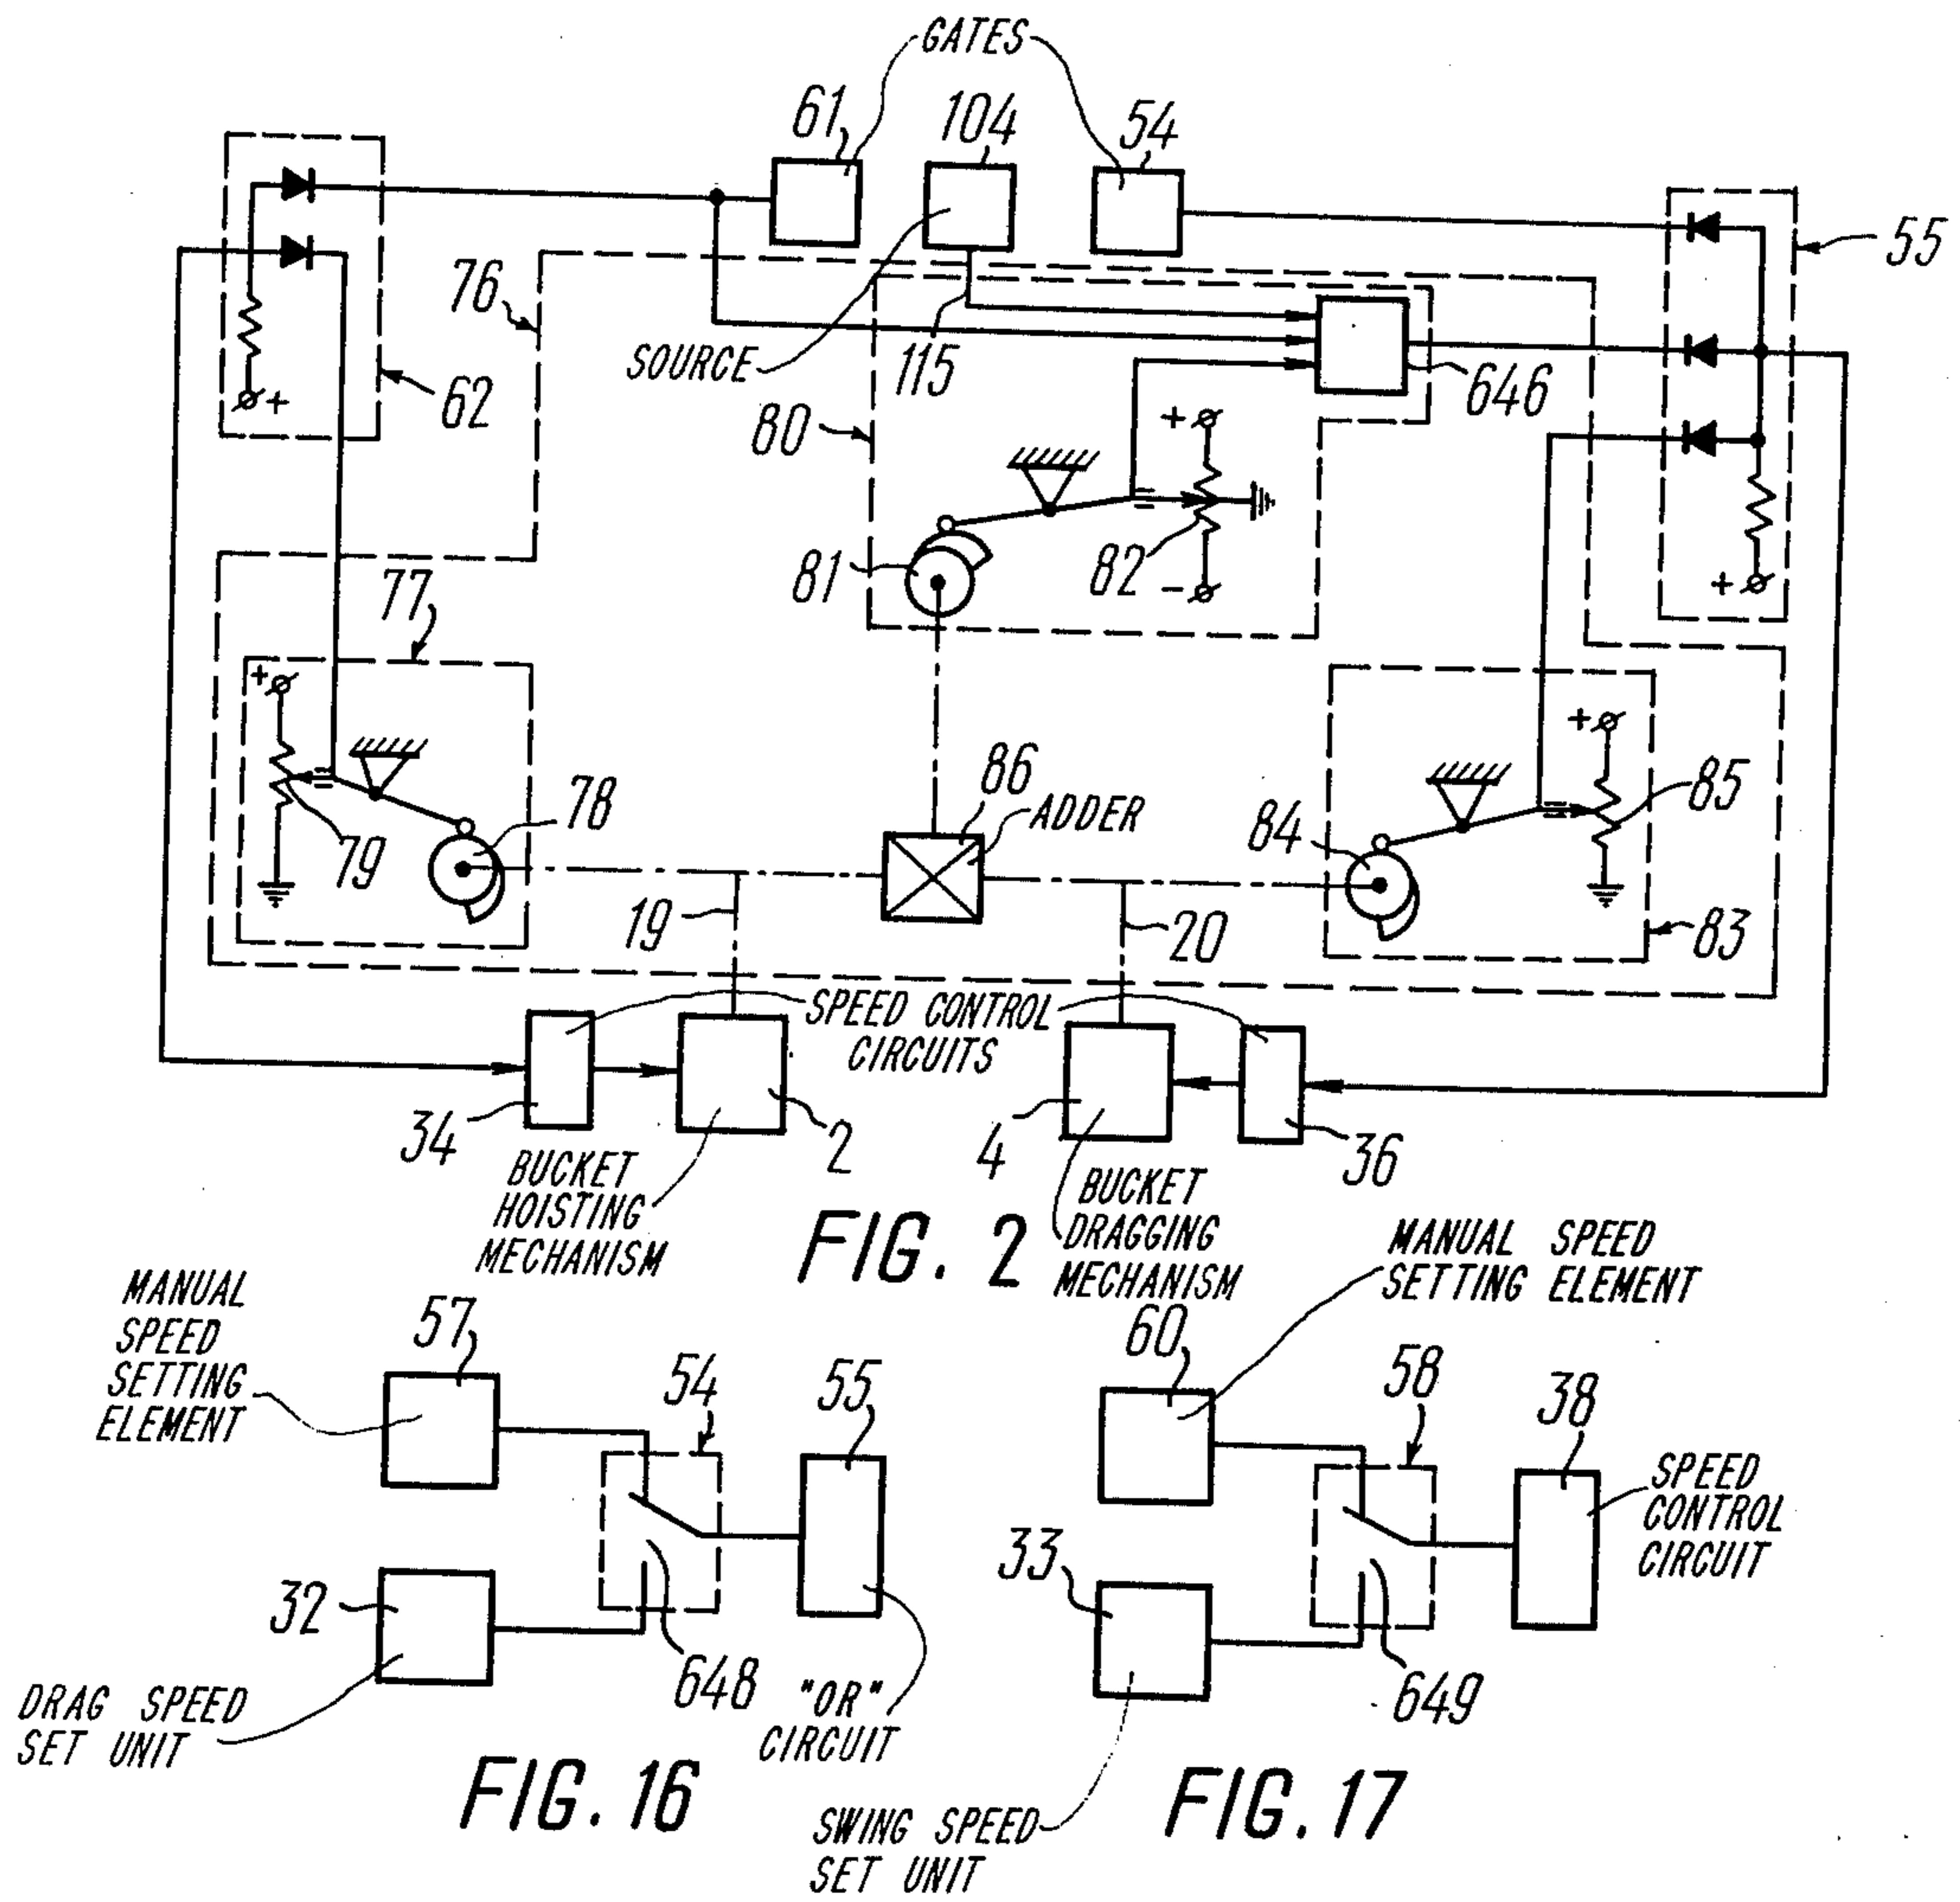 GATES
61
104
54
55
76
SOURCE
115
646
62
+
80
+
81
82
-
+
77
+
79
78
86
ADDER
84
+
85
19
20
83
SPEED CONTROL
CIRCUITS
34
2
4
36
BUCKET
HOISTING
MECHANISM
BUCKET
DRAGGING
MECHANISM
FIG. 2
MANUAL
SPEED
SETTING
ELEMENT
57
54
55
32
648
DRAG SPEED
SET UNIT
"OR"
CIRCUIT
FIG. 16
MANUAL SPEED
SETTING ELEMENT
60
58
38
SPEED
CONTROL
CIRCUIT
33
649
SWING SPEED
SET UNIT
FIG. 17